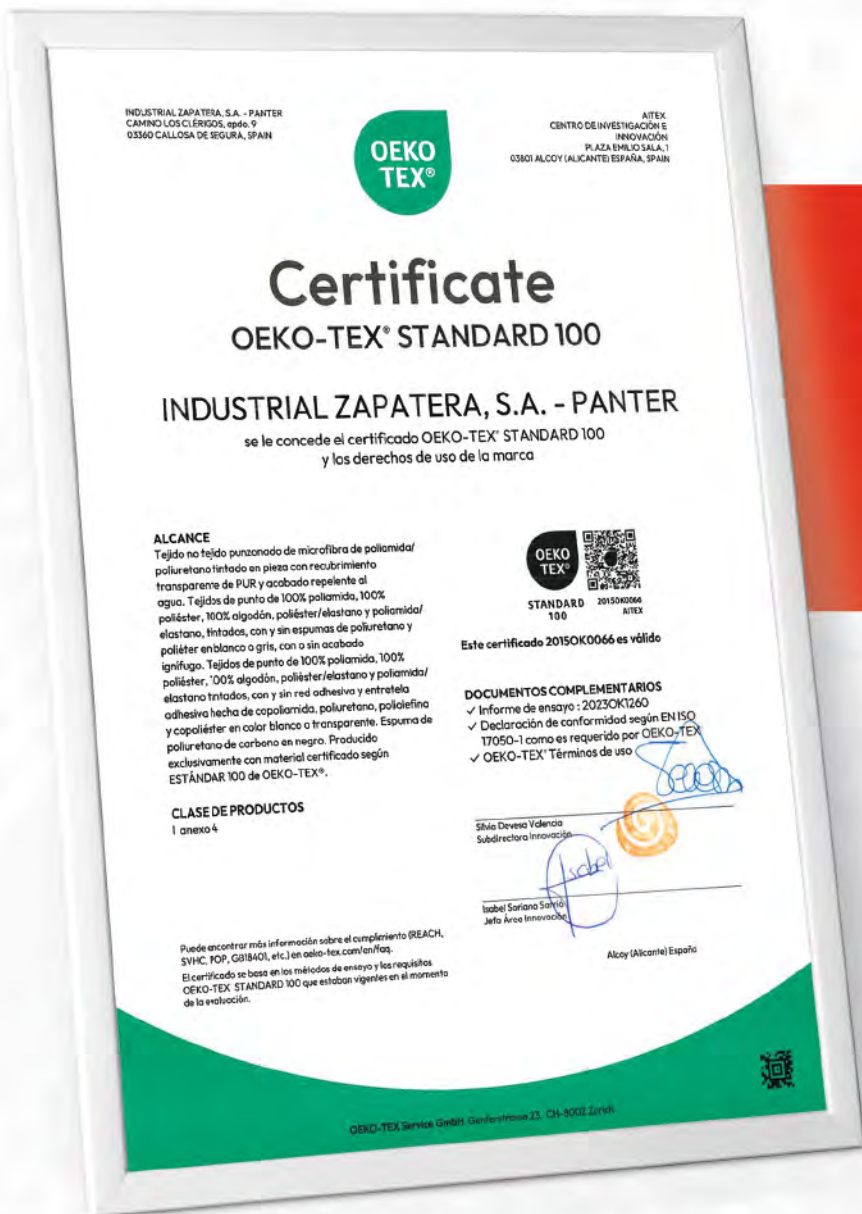 INDUSTRIAL ZAPATERA, S.A. - PANTER
CAMINO LOS CLÉRIGOS, apdo. 9
03360 CALLOSA DE SEGURA, SPAIN
AITEX
CENTRO DE INVESTIGACIÓN E
INNOVACIÓN
PLAZA EMILIO SALA, 1
03801 ALCOY (ALICANTE) ESPAÑA, SPAIN
OEKO
TEX®
Certificate
OEKO-TEX® STANDARD 100
INDUSTRIAL ZAPATERA, S.A. - PANTER
se le concede el certificado OEKO-TEX® STANDARD 100
y los derechos de uso de la marca
ALCANCE
Tejido no tejido punzonado de microfibra de poliamida/
poliuretano tintado en pieza con recubrimiento
transparente de PUR y acabado repelente al
agua. Tejidos de punto de 100% poliamida, 100%
poliéster, 100% algodón, poliéster/elastano y poliamida/
elastano, tintados, con y sin espumas de poliuretano y
poliéter en blanco o gris, con o sin acabado
ignífugo. Tejidos de punto de 100% poliamida, 100%
poliéster, 100% algodón, poliéster/elastano y poliamida/
elastano tintados, con y sin red adhesiva y entretela
adhesiva hecha de copoliamida, poliuretano, poliolefina
y copoliéster en color blanco o transparente. Espuma de
poliuretano de carbono en negro. Producido
exclusivamente con material certificado según
ESTÁNDAR 100 de OEKO-TEX®.
CLASE DE PRODUCTOS
I anexo 4
OEKO
TEX®
STANDARD
100
2015OK0066
AITEX
Este certificado 2015OK0066 es válido
DOCUMENTOS COMPLEMENTARIOS
✓ Informe de ensayo : 2023OK1260
✓ Declaración de conformidad según EN ISO
17050-1 como es requerido por OEKO-TEX
✓ OEKO-TEX® Términos de uso
Silvia Devesa Valencia
Subdirectora Innovación
Isabel
Isabel Soriano Sarrió
Jefa Área Innovación
Alcoy (Alicante) España
Puede encontrar más información sobre el cumplimiento (REACH,
SVHC, POP, GB18401, etc.) en oeko-tex.com/en/faq.
El certificado se basa en los métodos de ensayo y los requisitos
OEKO-TEX STANDARD 100 que estaban vigentes en el momento
de la evaluación.
OEKO-TEX Service GmbH Genferstrasse 23, CH-8002 Zurich